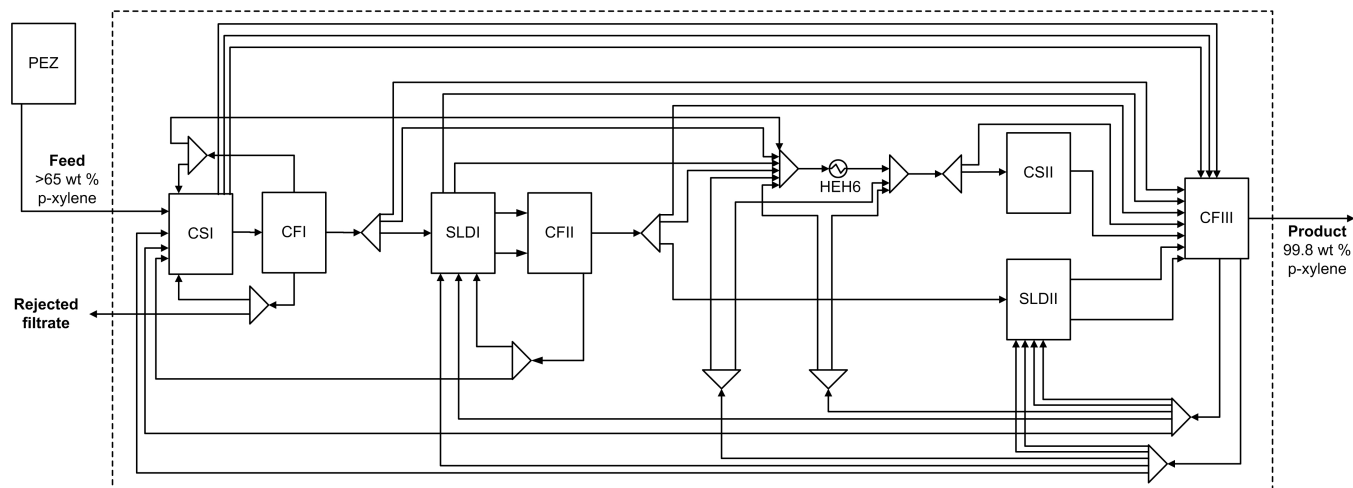 PEZ
Feed
>65 wt %
p-xylene
CSI
CFI
SLDI
CFII
HEH6
CSII
SLDII
CFIII
Product
99.8 wt %
p-xylene
Rejected
filtrate